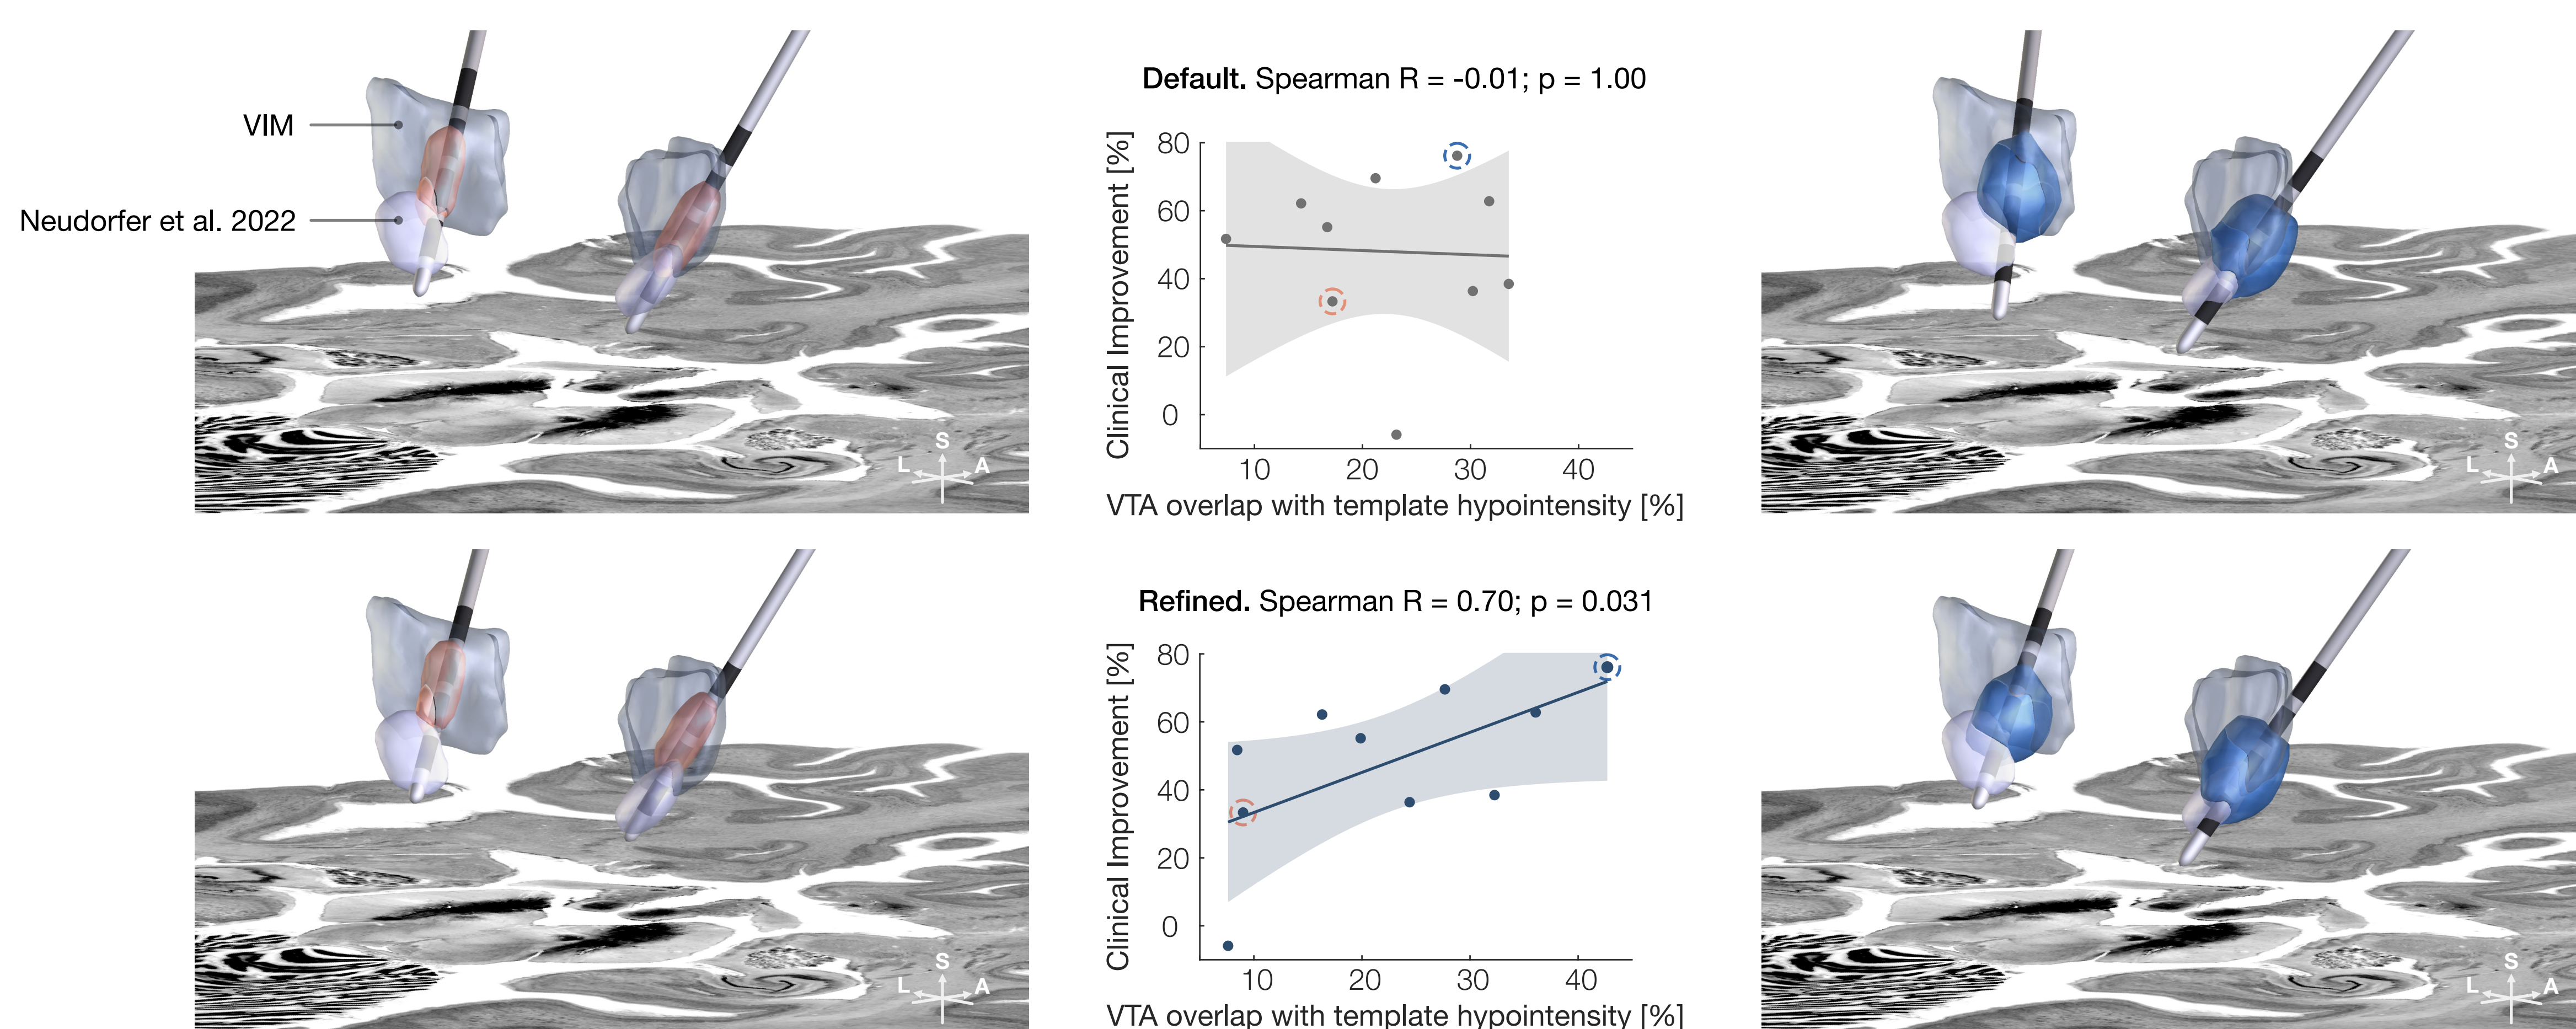 VIM
Neudorfer et al. 2022
S
L A
Default. Spearman R = -0.01; p = 1.00
Clinical Improvement [%]
80
60
40
20
0
10 20 30 40
VTA overlap with template hypointensity [%]
S
L A
S
L A
Refined. Spearman R = 0.70; p = 0.031
Clinical Improvement [%]
80
60
40
20
0
10 20 30 40
VTA overlap with template hypointensity [%]
S
L A